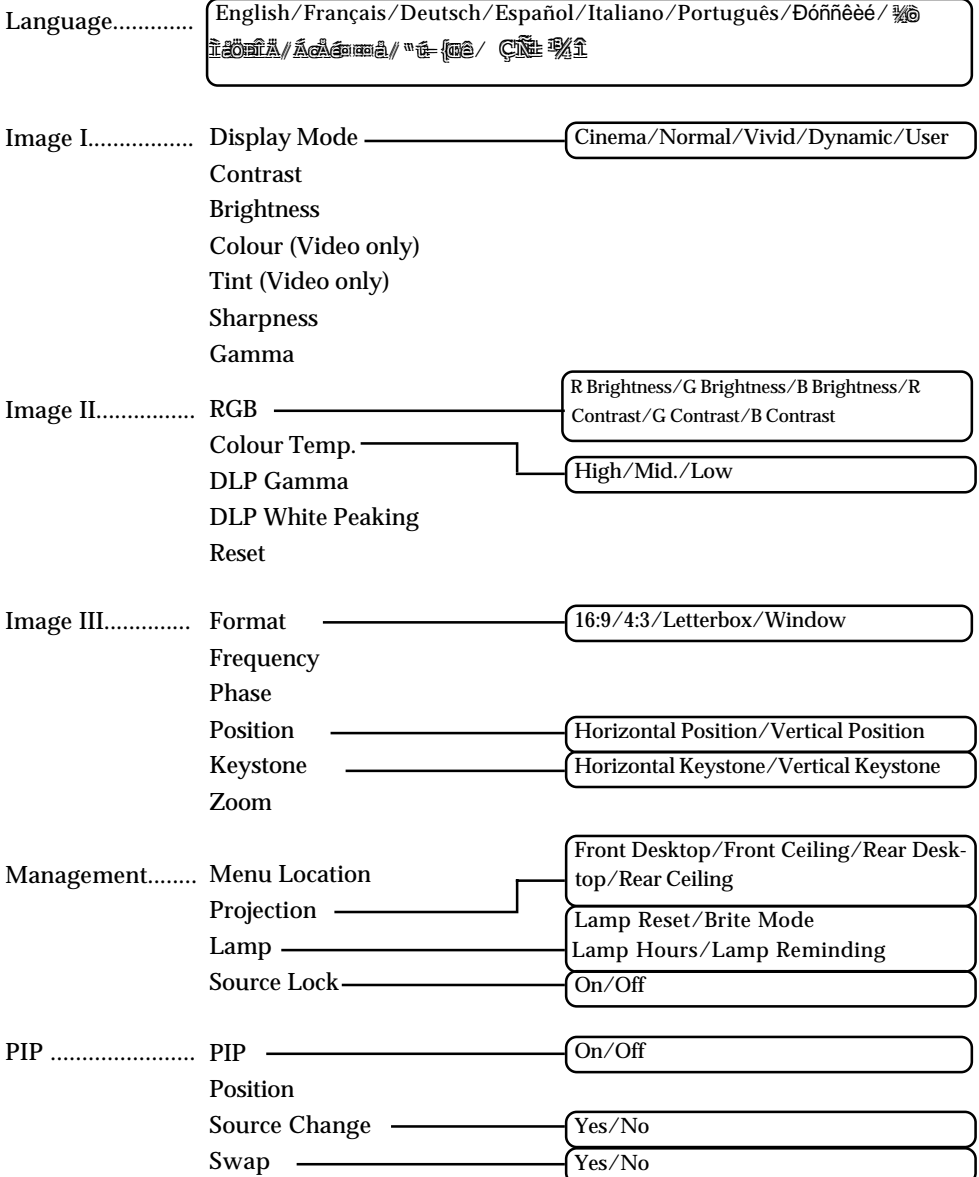 Language............. English/Français/Deutsch/Español/Italiano/Português/Ðóññêèé/
Image I................ Display Mode Cinema/Normal/Vivid/Dynamic/User
Contrast
Brightness
Colour (Video only)
Tint (Video only)
Sharpness
Gamma
R Brightness/G Brightness/B Brightness/R
Image II................ RGB Contrast/G Contrast/B Contrast
Colour Temp.
High/Mid./Low
DLP Gamma
DLP White Peaking
Reset
Image III.............. Format 16:9/4:3/Letterbox/Window
Frequency
Phase
Position Horizontal Position/Vertical Position
Keystone Horizontal Keystone/Vertical Keystone
Zoom
Front Desktop/Front Ceiling/Rear Desk-
Management........ Menu Location top/Rear Ceiling
Projection
Lamp Reset/Brite Mode
Lamp Lamp Hours/Lamp Reminding
Source Lock On/Off
PIP ....................... PIP On/Off
Position
Source Change Yes/No
Swap Yes/No